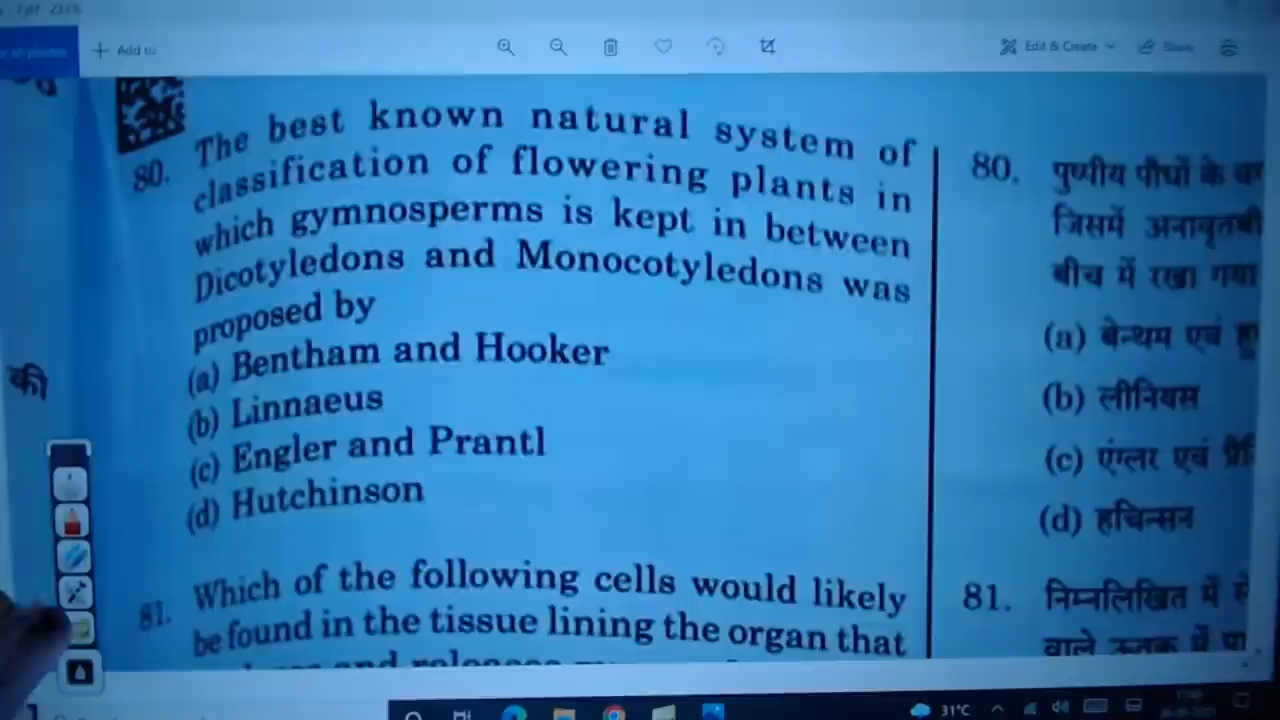 Add to
Edit & Create
Share
80. The best known natural system of
classification of flowering plants in
which gymnosperms is kept in between
Dicotyledons and Monocotyledons was
proposed by
(a) Bentham and Hooker
(b) Linnaeus
(c) Engler and Prantl
(d) Hutchinson
81. Which of the following cells would likely
be found in the tissue lining the organ that
की
80. पुष्पीय पौधों के
जिसमें
बीच में रखा गया
(a) बेन्थम एवं
(b) लीनियस
(c) एंग्लर एवं
(d) हचिन्सन
81. निम्नलिखित में से
वाले ऊतक में
31°C